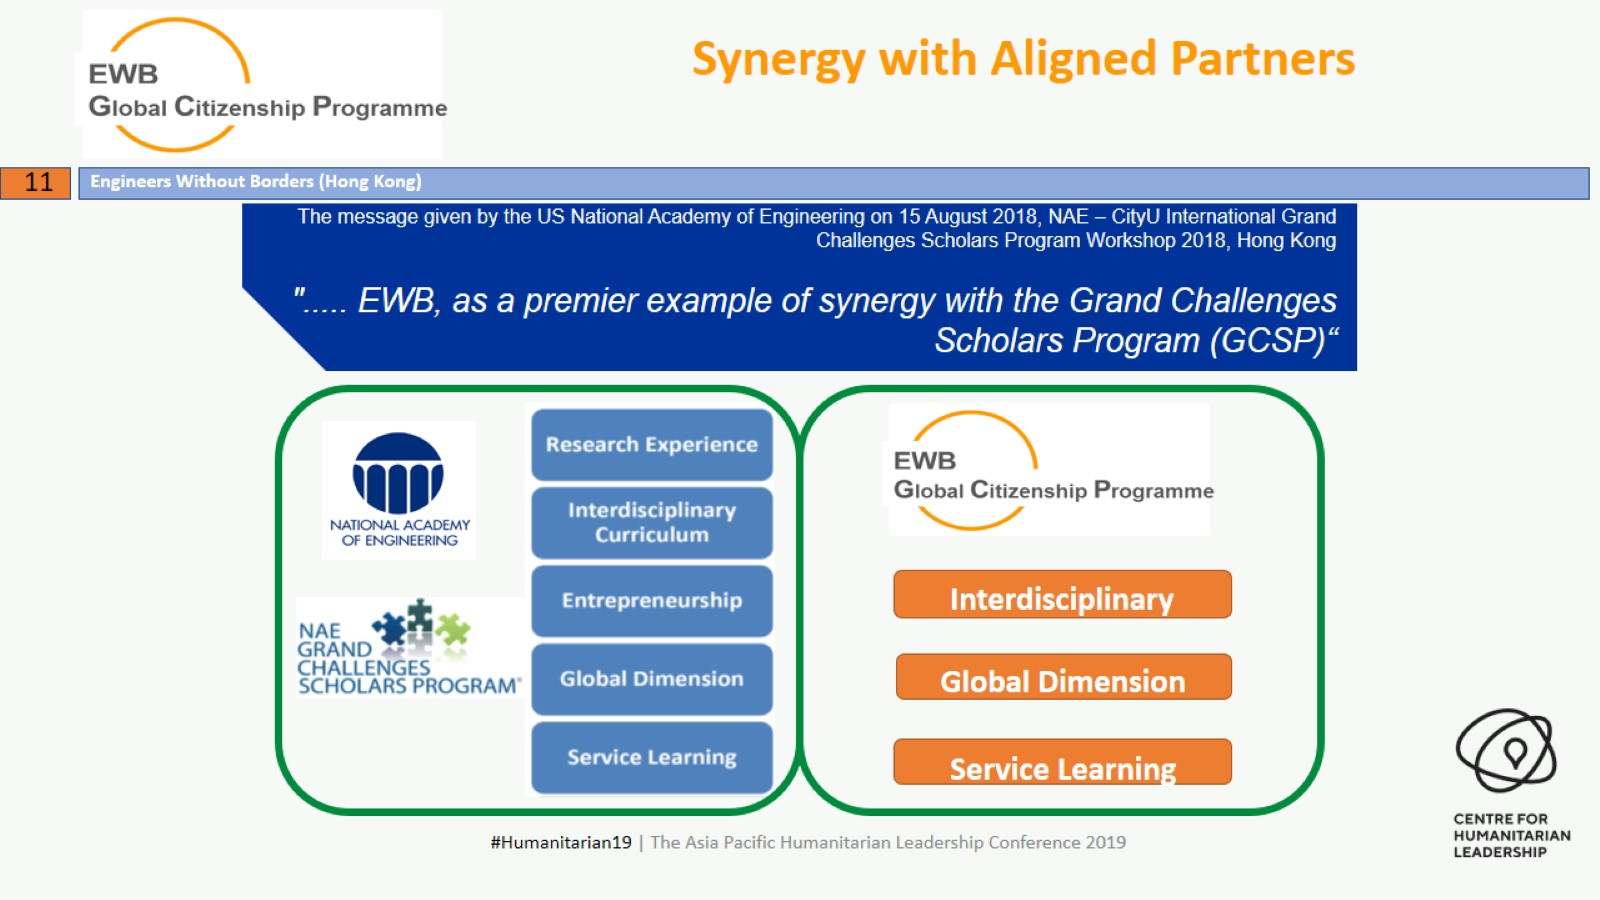 EWB
Global Citizenship Programme
Synergy with Aligned Partners
11
Engineers Without Borders (Hong Kong)
The message given by the US National Academy of Engineering on 15 August 2018, NAE – CityU International Grand
Challenges Scholars Program Workshop 2018, Hong Kong
"..... EWB, as a premier example of synergy with the Grand Challenges
Scholars Program (GCSP)“
NATIONAL ACADEMY
OF ENGINEERING
NAE
GRAND
CHALLENGES
SCHOLARS PROGRAM®
Research Experience
Interdisciplinary
Curriculum
Entrepreneurship
Global Dimension
Service Learning
EWB
Global Citizenship Programme
Interdisciplinary
Global Dimension
Service Learning
CENTRE FOR
HUMANITARIAN
LEADERSHIP
#Humanitarian19 | The Asia Pacific Humanitarian Leadership Conference 2019